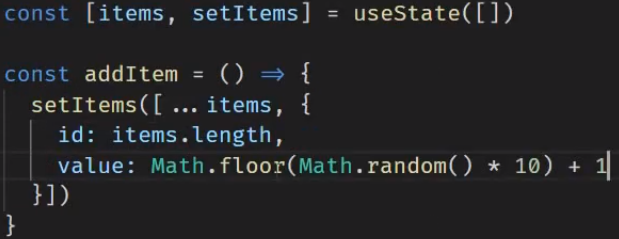 const [items, setItems] = useState([])
const addItem = () => {
setItems([...items, {
id: items.length,
value: Math.floor(Math.random() * 10) + 1
}])
}